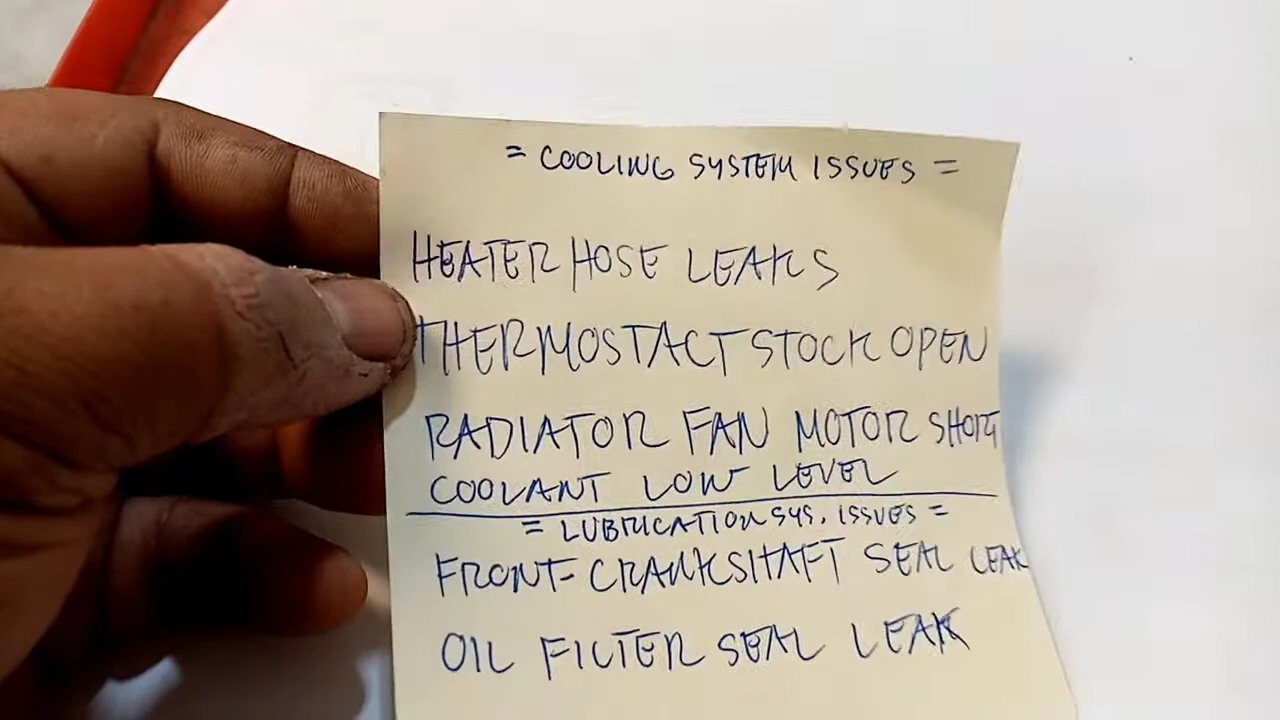 = COOLING SYSTEM ISSUES =
HEATER HOSE LEAKS
THERMOSTACT STOCK OPEN
RADIATOR FAN MOTOR SHORT
COOLANT LOW LEVEL
= LUBRICATION SYS. ISSUES =
FRONT-CRANKSHAFT SEAL LEAK
OIL FILTER SEAL LEAK